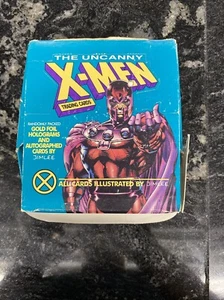 THE UNCANNY
X-MEN
TRADING CARDS
RANDOMLY PACKED
GOLD FOIL
HOLOGRAMS
AND
AUTOGRAPHED
CARDS BY
JIM LEE
X
ALL CARDS ILLUSTRATED BY JIM LEE